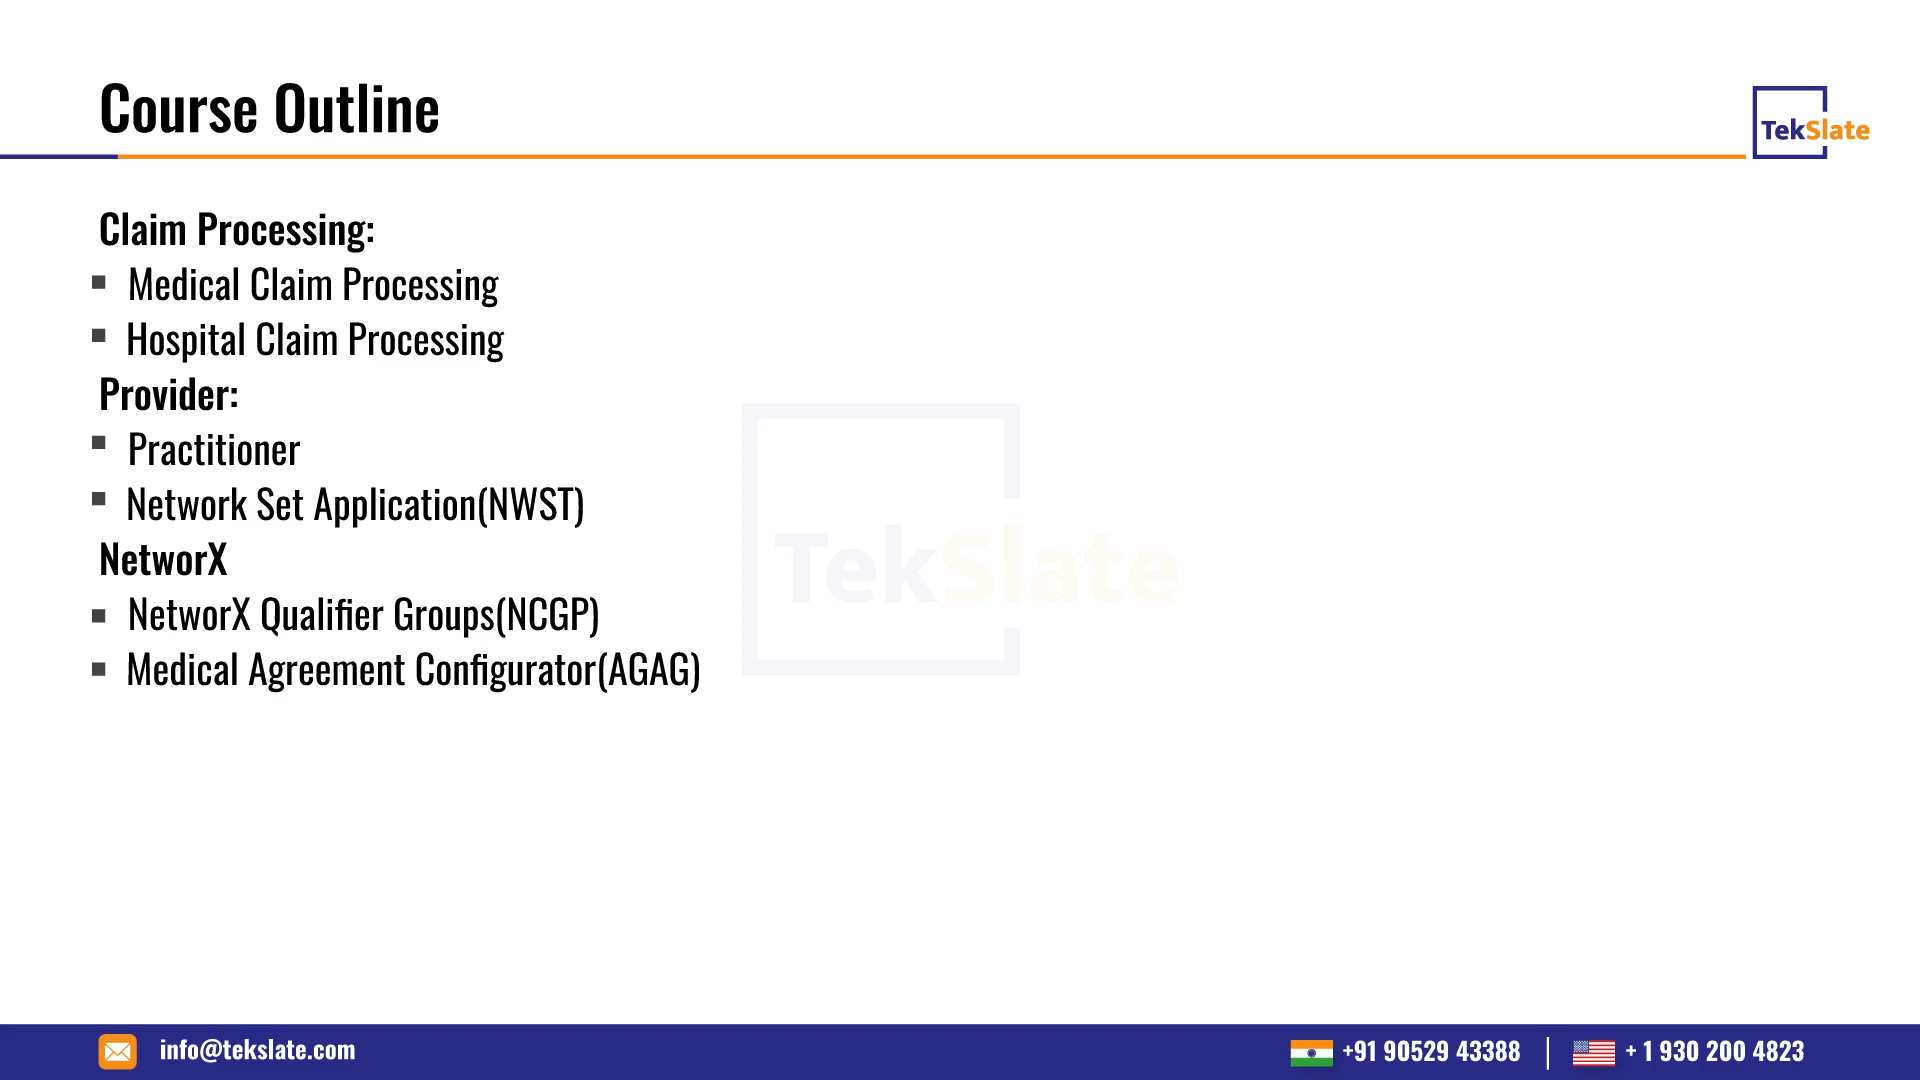 Course Outline
TekSlate
Claim Processing:
▪ Medical Claim Processing
▪ Hospital Claim Processing
Provider:
▪ Practitioner
▪ Network Set Application(NWST)
NetworX
▪ NetworX Qualifier Groups(NCGP)
▪ Medical Agreement Configurator(AGAG)
TekSlate
info@tekslate.com
+91 90529 43388
+ 1 930 200 4823